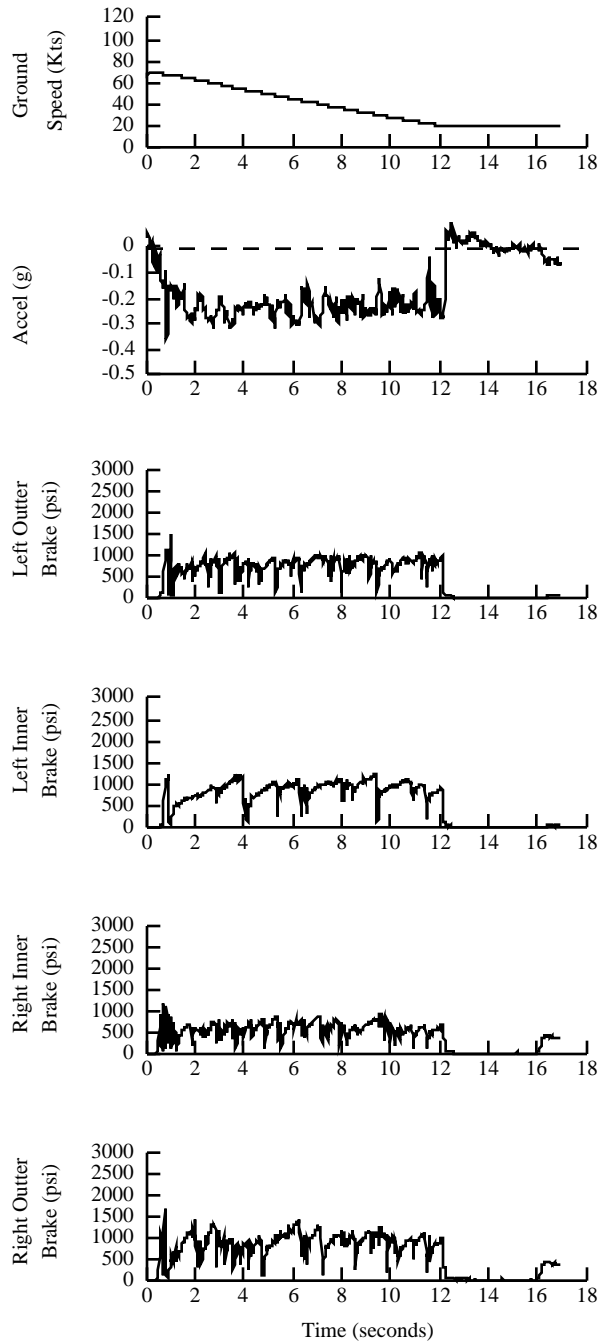 Ground
Speed (Kts)
120
100
80
60
40
20
0
0 2 4 6 8 10 12 14 16 18
Accel (g)
0
-0.1
-0.2
-0.3
-0.4
-0.5
0 2 4 6 8 10 12 14 16 18
Left Outter
Brake (psi)
3000
2500
2000
1500
1000
500
0
0 2 4 6 8 10 12 14 16 18
Left Inner
Brake (psi)
3000
2500
2000
1500
1000
500
0
0 2 4 6 8 10 12 14 16 18
Right Inner
Brake (psi)
3000
2500
2000
1500
1000
500
0
0 2 4 6 8 10 12 14 16 18
Right Outter
Brake (psi)
3000
2500
2000
1500
1000
500
0
0 2 4 6 8 10 12 14 16 18
Time (seconds)